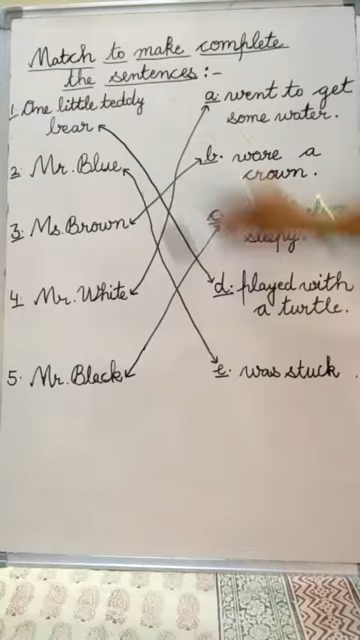 Match to make complete
the sentences:-
1. One little teddy
bear
a. went to get
some water.
2. Mr. Blue
b. wore a
crown.
3. Ms. Brown
c.
sleepy.
4. Mr. White
d. played with
a turtle.
5. Mr. Black
e. was stuck